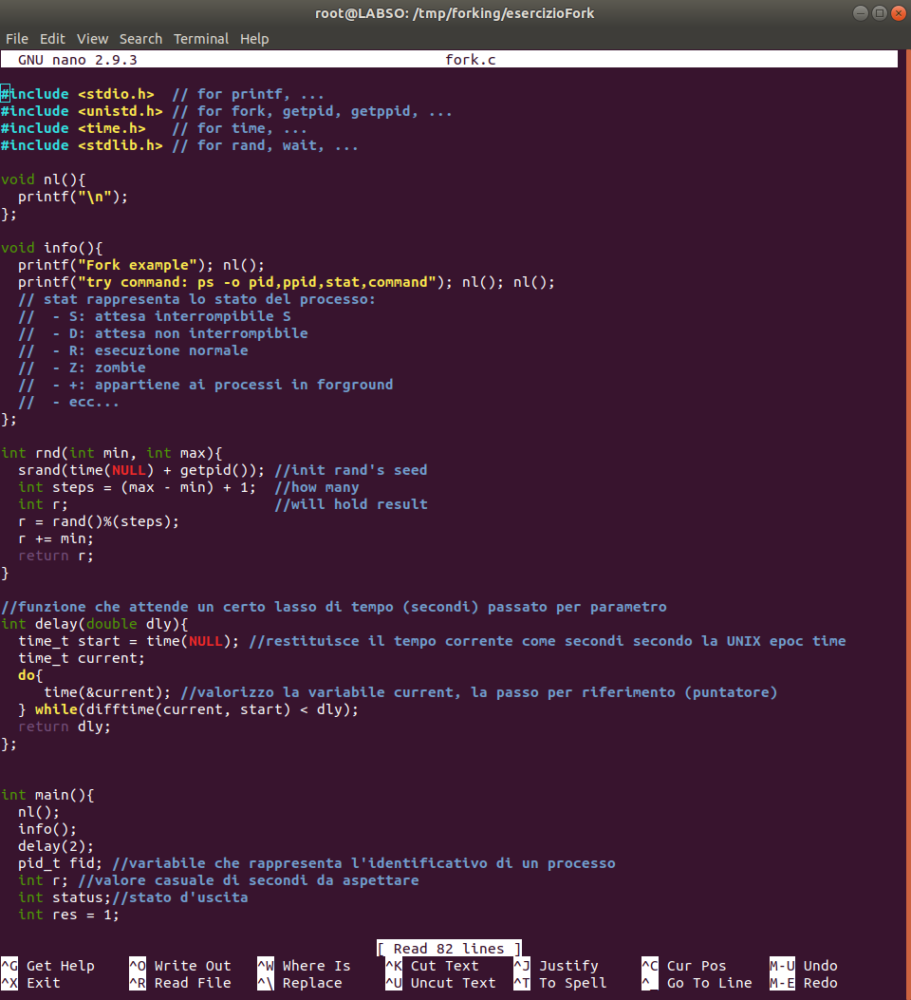 root@LABSO: /tmp/forking/esercizioFork
File Edit View Search Terminal Help
GNU nano 2.9.3 fork.c
#include <stdio.h>  // for printf, ...
#include <unistd.h> // for fork, getpid, getppid, ...
#include <time.h>   // for time, ...
#include <stdlib.h> // for rand, wait, ...
void nl(){
  printf("\n");
};
void info(){
  printf("Fork example"); nl();
  printf("try command: ps -o pid,ppid,stat,command"); nl(); nl();
  // stat rappresenta lo stato del processo:
  //  - S: attesa interrompibile S
  //  - D: attesa non interrompibile
  //  - R: esecuzione normale
  //  - Z: zombie
  //  - +: appartiene ai processi in forground
  //  - ecc...
};
int rnd(int min, int max){
  srand(time(NULL) + getpid()); //init rand's seed
  int steps = (max - min) + 1;  //how many
  int r;                        //will hold result
  r = rand()%(steps);
  r += min;
  return r;
}
//funzione che attende un certo lasso di tempo (secondi) passato per parametro
int delay(double dly){
  time_t start = time(NULL); //restituisce il tempo corrente come secondi secondo la UNIX epoc time
  time_t current;
  do{
     time(&current); //valorizzo la variabile current, la passo per riferimento (puntatore)
  } while(difftime(current, start) < dly);
  return dly;
};
int main(){
  nl();
  info();
  delay(2);
  pid_t fid; //variabile che rappresenta l'identificativo di un processo
  int r; //valore casuale di secondi da aspettare
  int status;//stato d'uscita
  int res = 1;
[ Read 82 lines ]
^G Get Help ^O Write Out ^W Where Is ^K Cut Text ^J Justify ^C Cur Pos M-U Undo
^X Exit ^R Read File ^\ Replace ^U Uncut Text ^T To Spell ^_ Go To Line M-E Redo